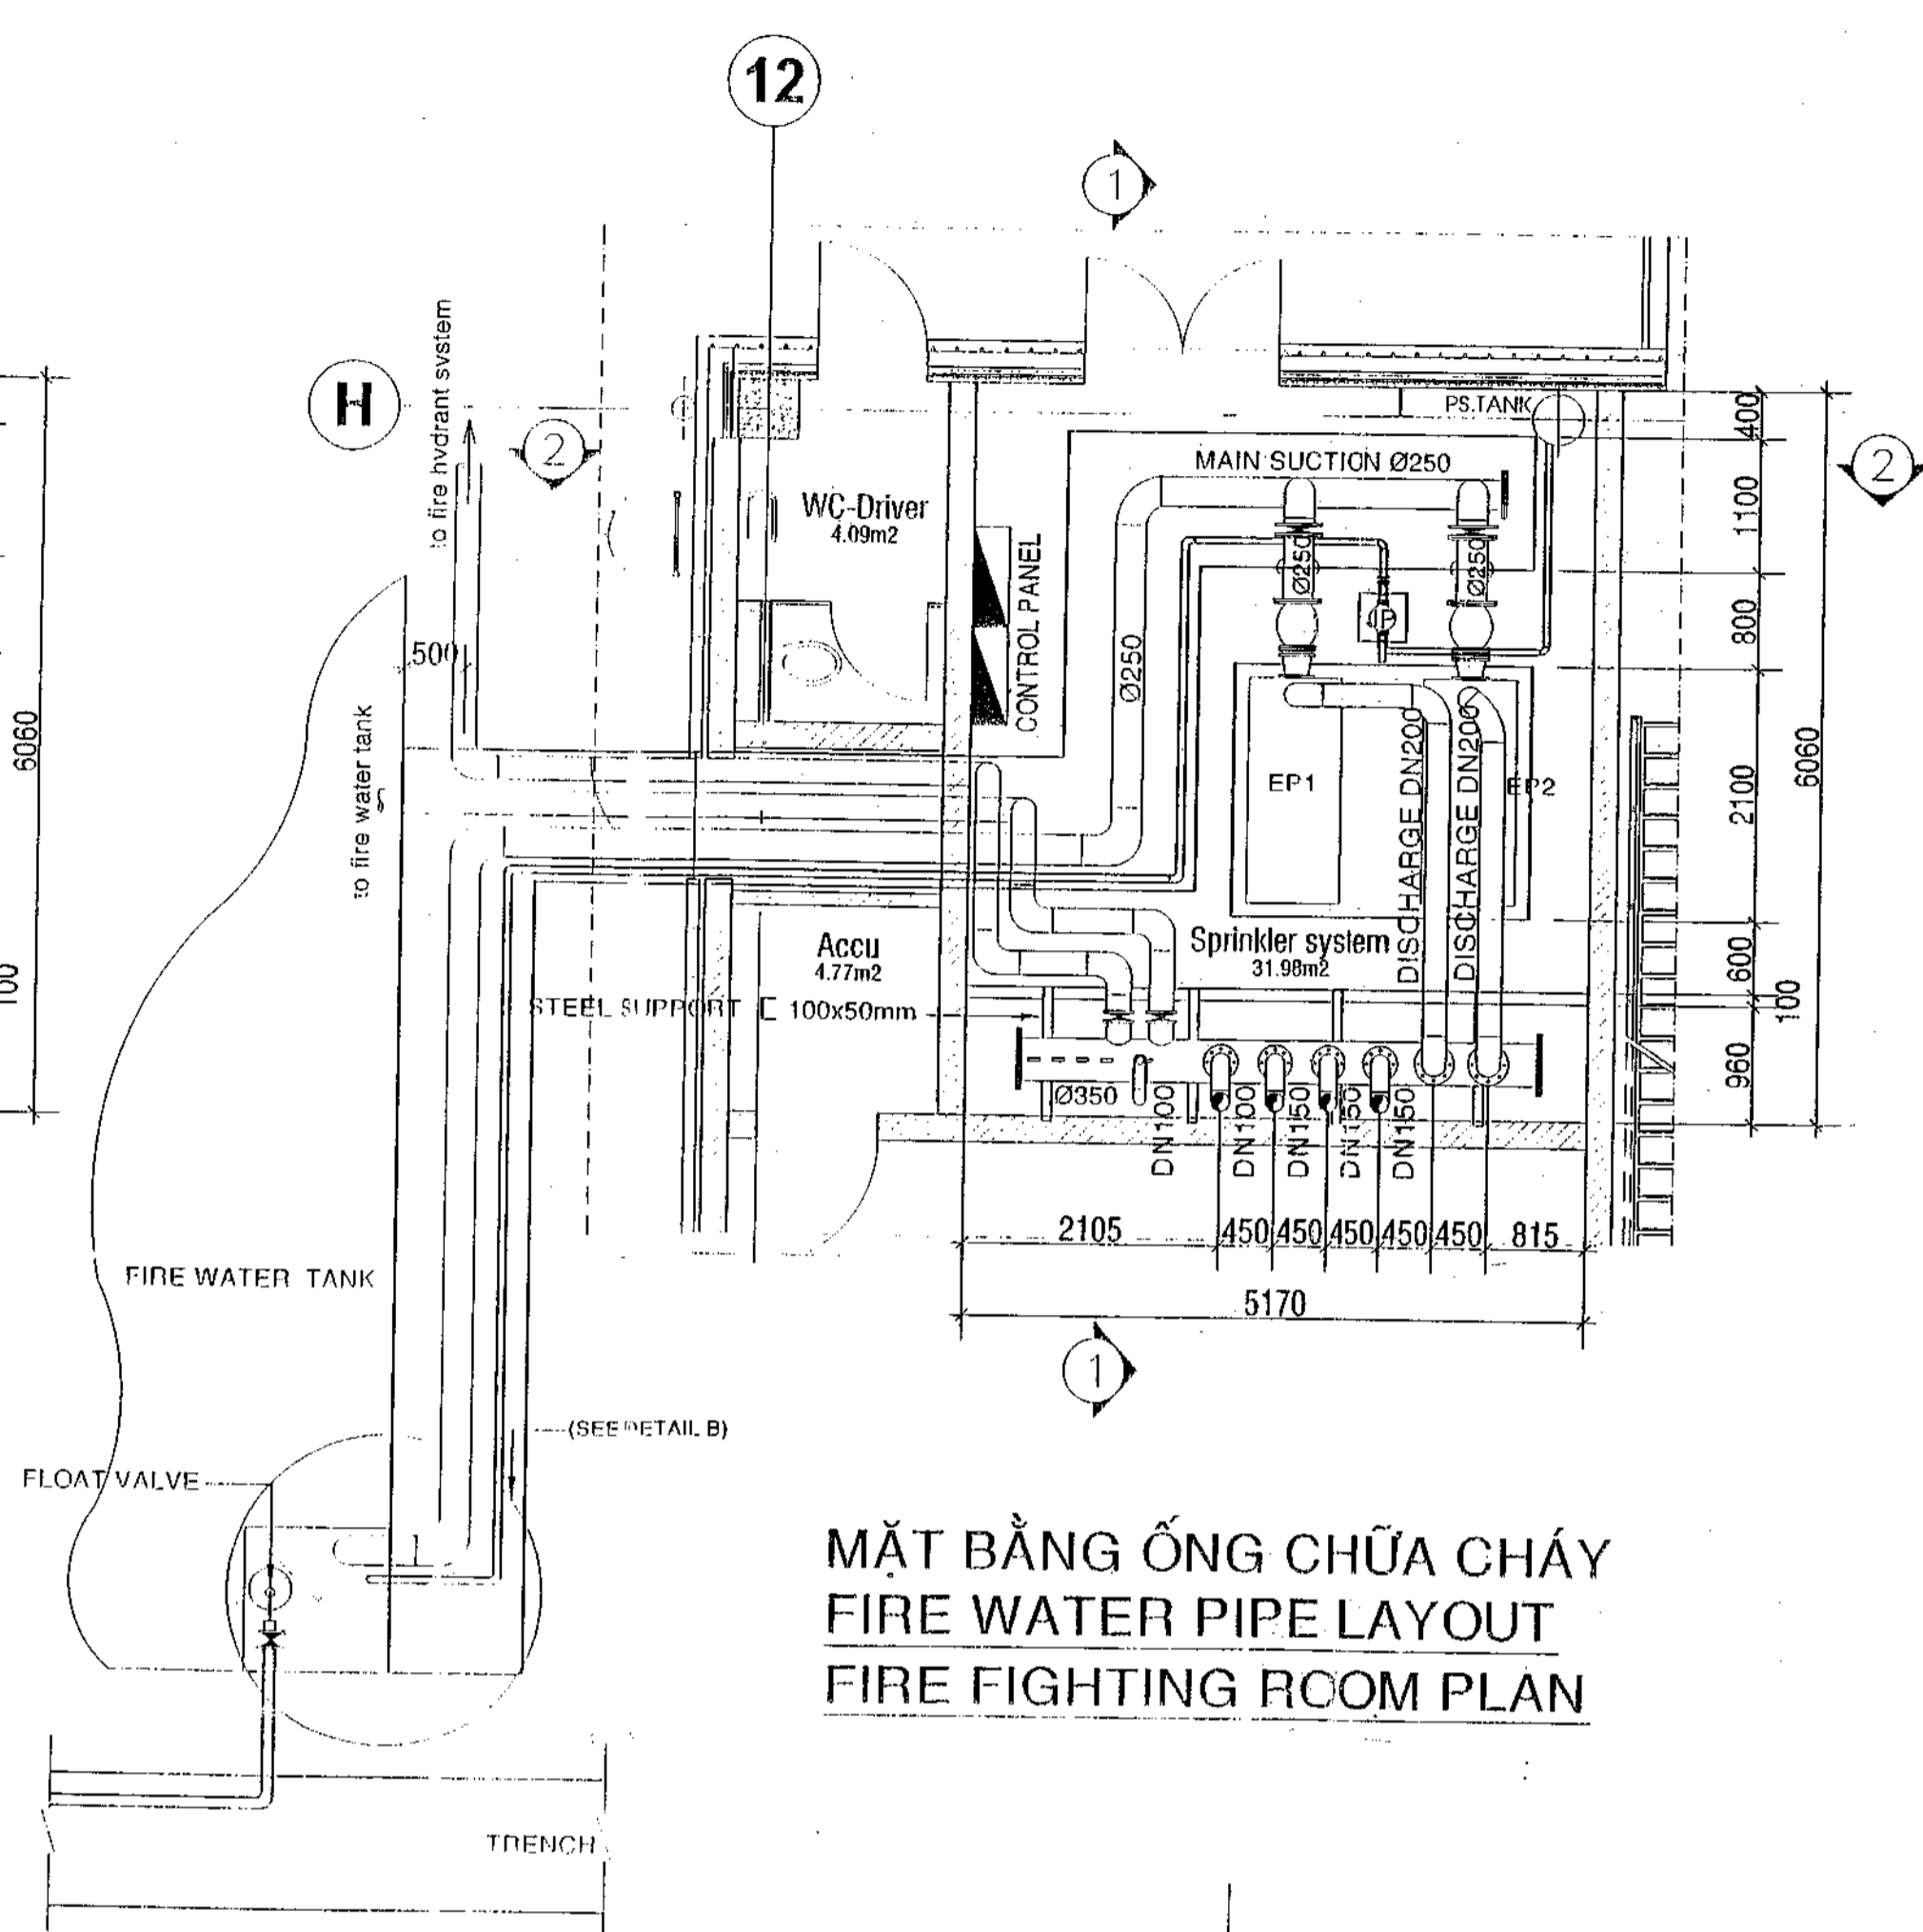 12
1
to fire hydrant system
H
2
PS.TANK
400
2
MAIN SUCTION Ø250
1100
WC-Driver
4.09m2
CONTROL PANEL
Ø250
Ø250
JP
800
500
Ø250
6060
to fire water tank
EP1
DISCHARGE DN200
DISCHARGE DN200
EP2
2100
6060
Accu
4.77m2
Sprinkler system
31.98m2
600
100
100
STEEL SUPPORT [ 100x50mm
960
Ø350
DN100
DN100
DN150
DN150
DN150
2105
450
450
450
450
450
815
5170
FIRE WATER TANK
1
(SEE DETAIL B)
FLOAT VALVE
MẶT BẰNG ỐNG CHỮA CHÁY
FIRE WATER PIPE LAYOUT
FIRE FIGHTING ROOM PLAN
TRENCH